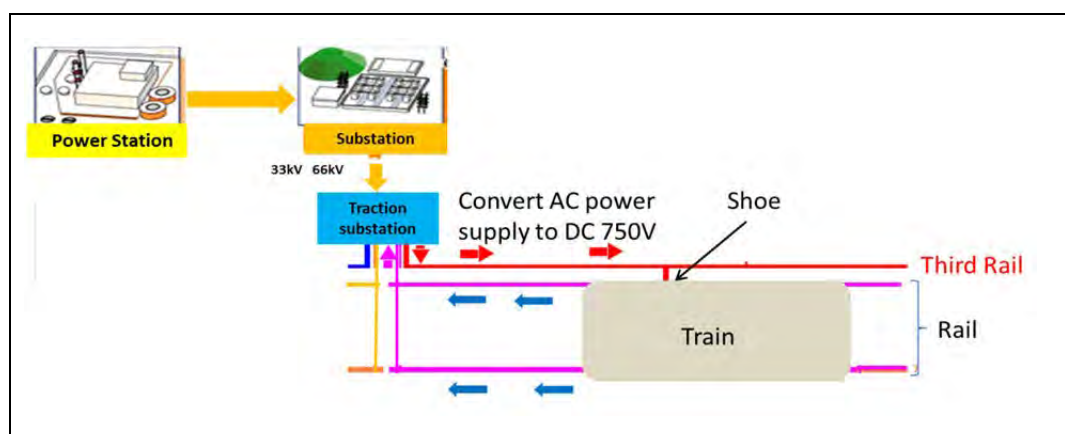 Power Station
Substation
33kV 66kV
Traction
substation
Convert AC power
supply to DC 750V
Shoe
Third Rail
Rail
Train